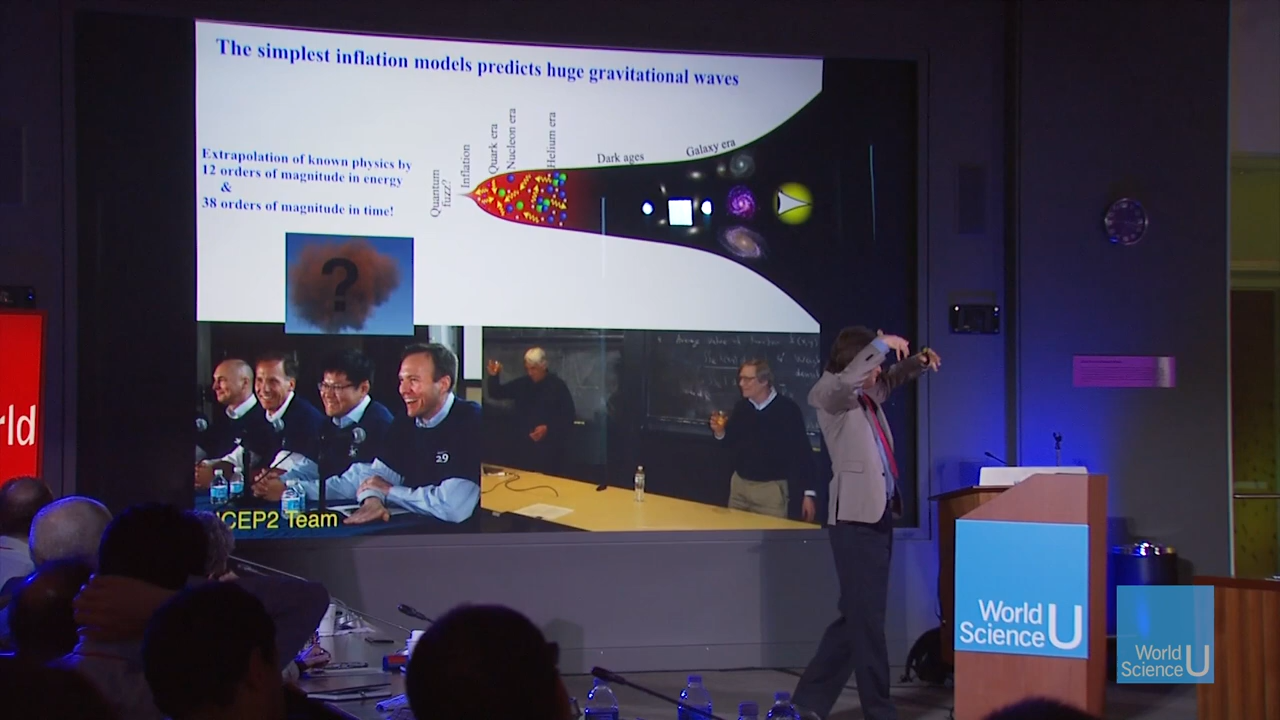 The simplest inflation models predicts huge gravitational waves
Extrapolation of known physics by
12 orders of magnitude in energy
&
38 orders of magnitude in time!
Quantum
fuzz?
Inflation
Quark era
Nucleon era
Helium era
Dark ages
Galaxy era
?
CEP2 Team
rld
World
Science U
World
Science U